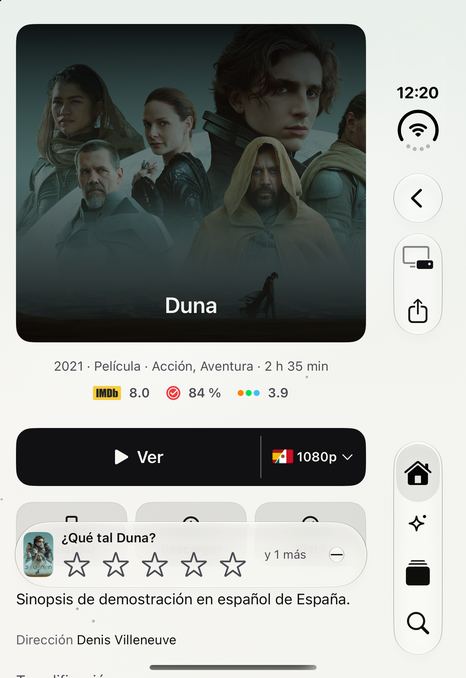 12:20
Duna
2021 · Película · Acción, Aventura · 2 h 35 min
IMDb 8.0 84 % 3.9
Ver 1080p
¿Qué tal Duna?
y 1 más
Sinopsis de demostración en español de España.
Dirección Denis Villeneuve